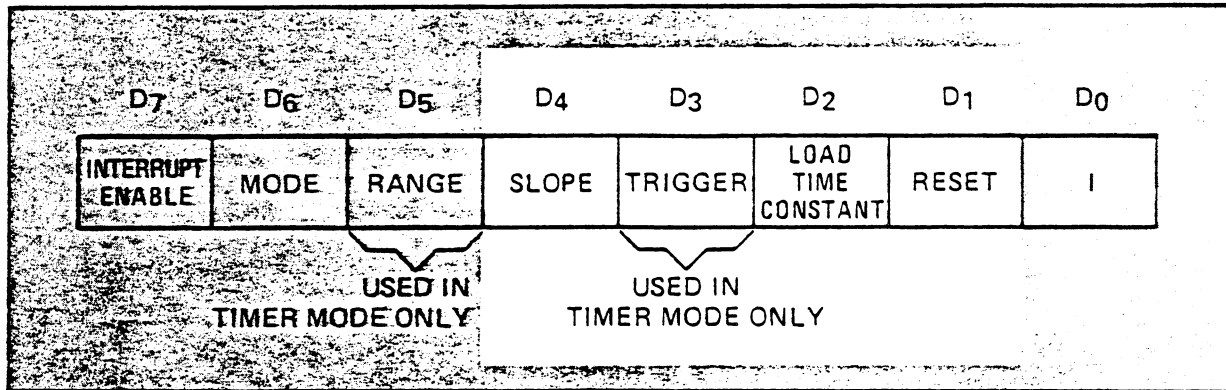 D7 D6 D5 D4 D3 D2 D1 D0
INTERRUPT ENABLE MODE RANGE SLOPE TRIGGER LOAD TIME CONSTANT RESET I
USED IN USED IN
TIMER MODE ONLY TIMER MODE ONLY